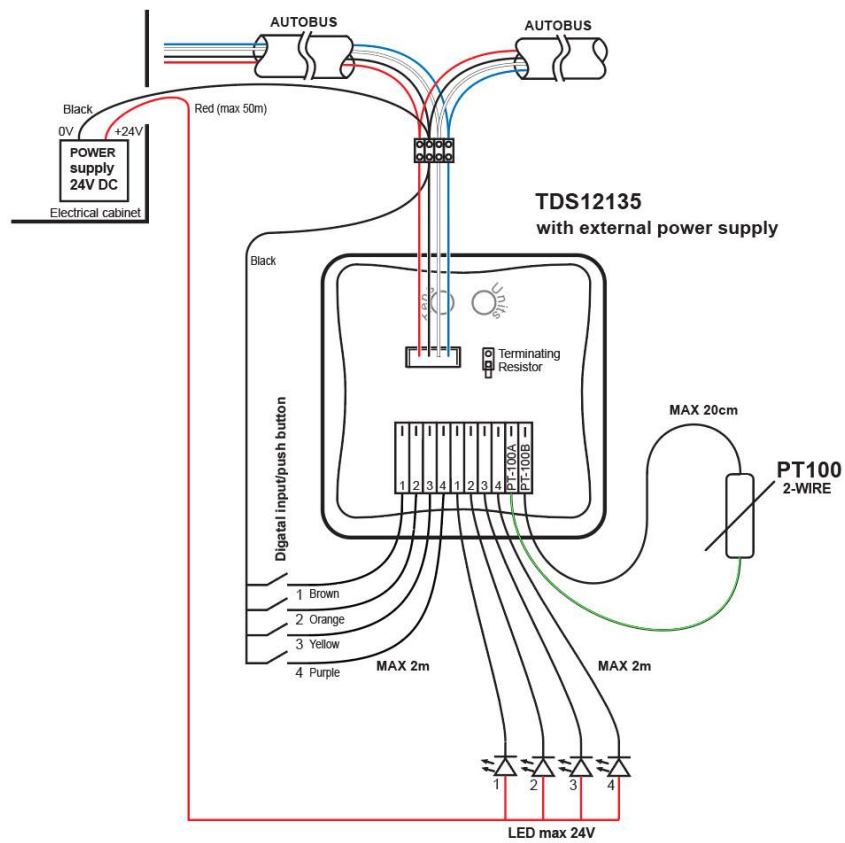 AUTOBUS
AUTOBUS
Black
Red (max 50m)
0V
+24V
POWER
supply
24V DC
Electrical cabinet
TDS12135
with external power supply
Black
Units
Terminating
Resistor
MAX 20cm
Digatal input/push button
PT-100A
PT-100B
1 2 3 4 1 2 3 4
PT100
2-WIRE
1 Brown
2 Orange
3 Yellow
4 Purple
MAX 2m
MAX 2m
1 2 3 4
LED max 24V